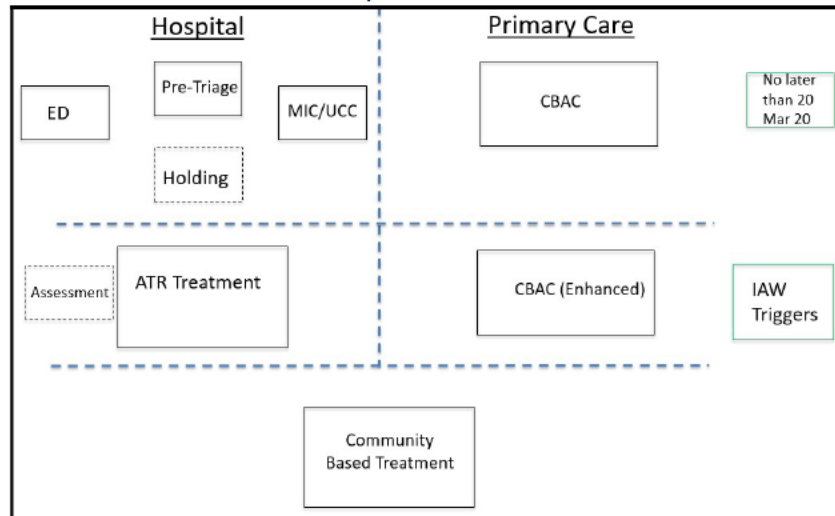 Hospital
Primary Care
Pre-Triage
ED
MIC/UCC
Holding
CBAC
No later
than 20
Mar 20
Assessment
ATR Treatment
CBAC (Enhanced)
IAW
Triggers
Community
Based Treatment